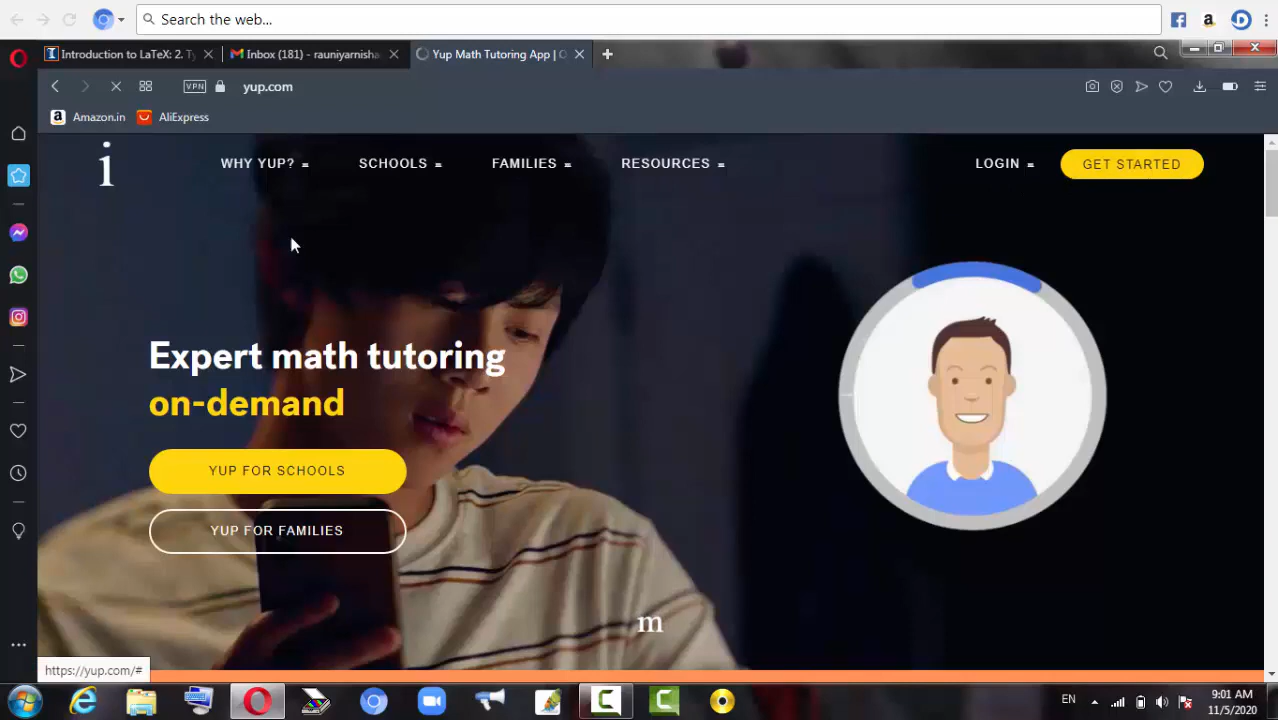 Search the web...
Introduction to LaTeX: 2. Ty
Inbox (181) - rauniyarnisha
Yup Math Tutoring App | O
VPN
yup.com
Amazon.in
AliExpress
i
WHY YUP?
SCHOOLS
FAMILIES
RESOURCES
LOGIN
GET STARTED
Expert math tutoring
on-demand
YUP FOR SCHOOLS
YUP FOR FAMILIES
m
https://yup.com/#
EN
9:01 AM
11/5/2020